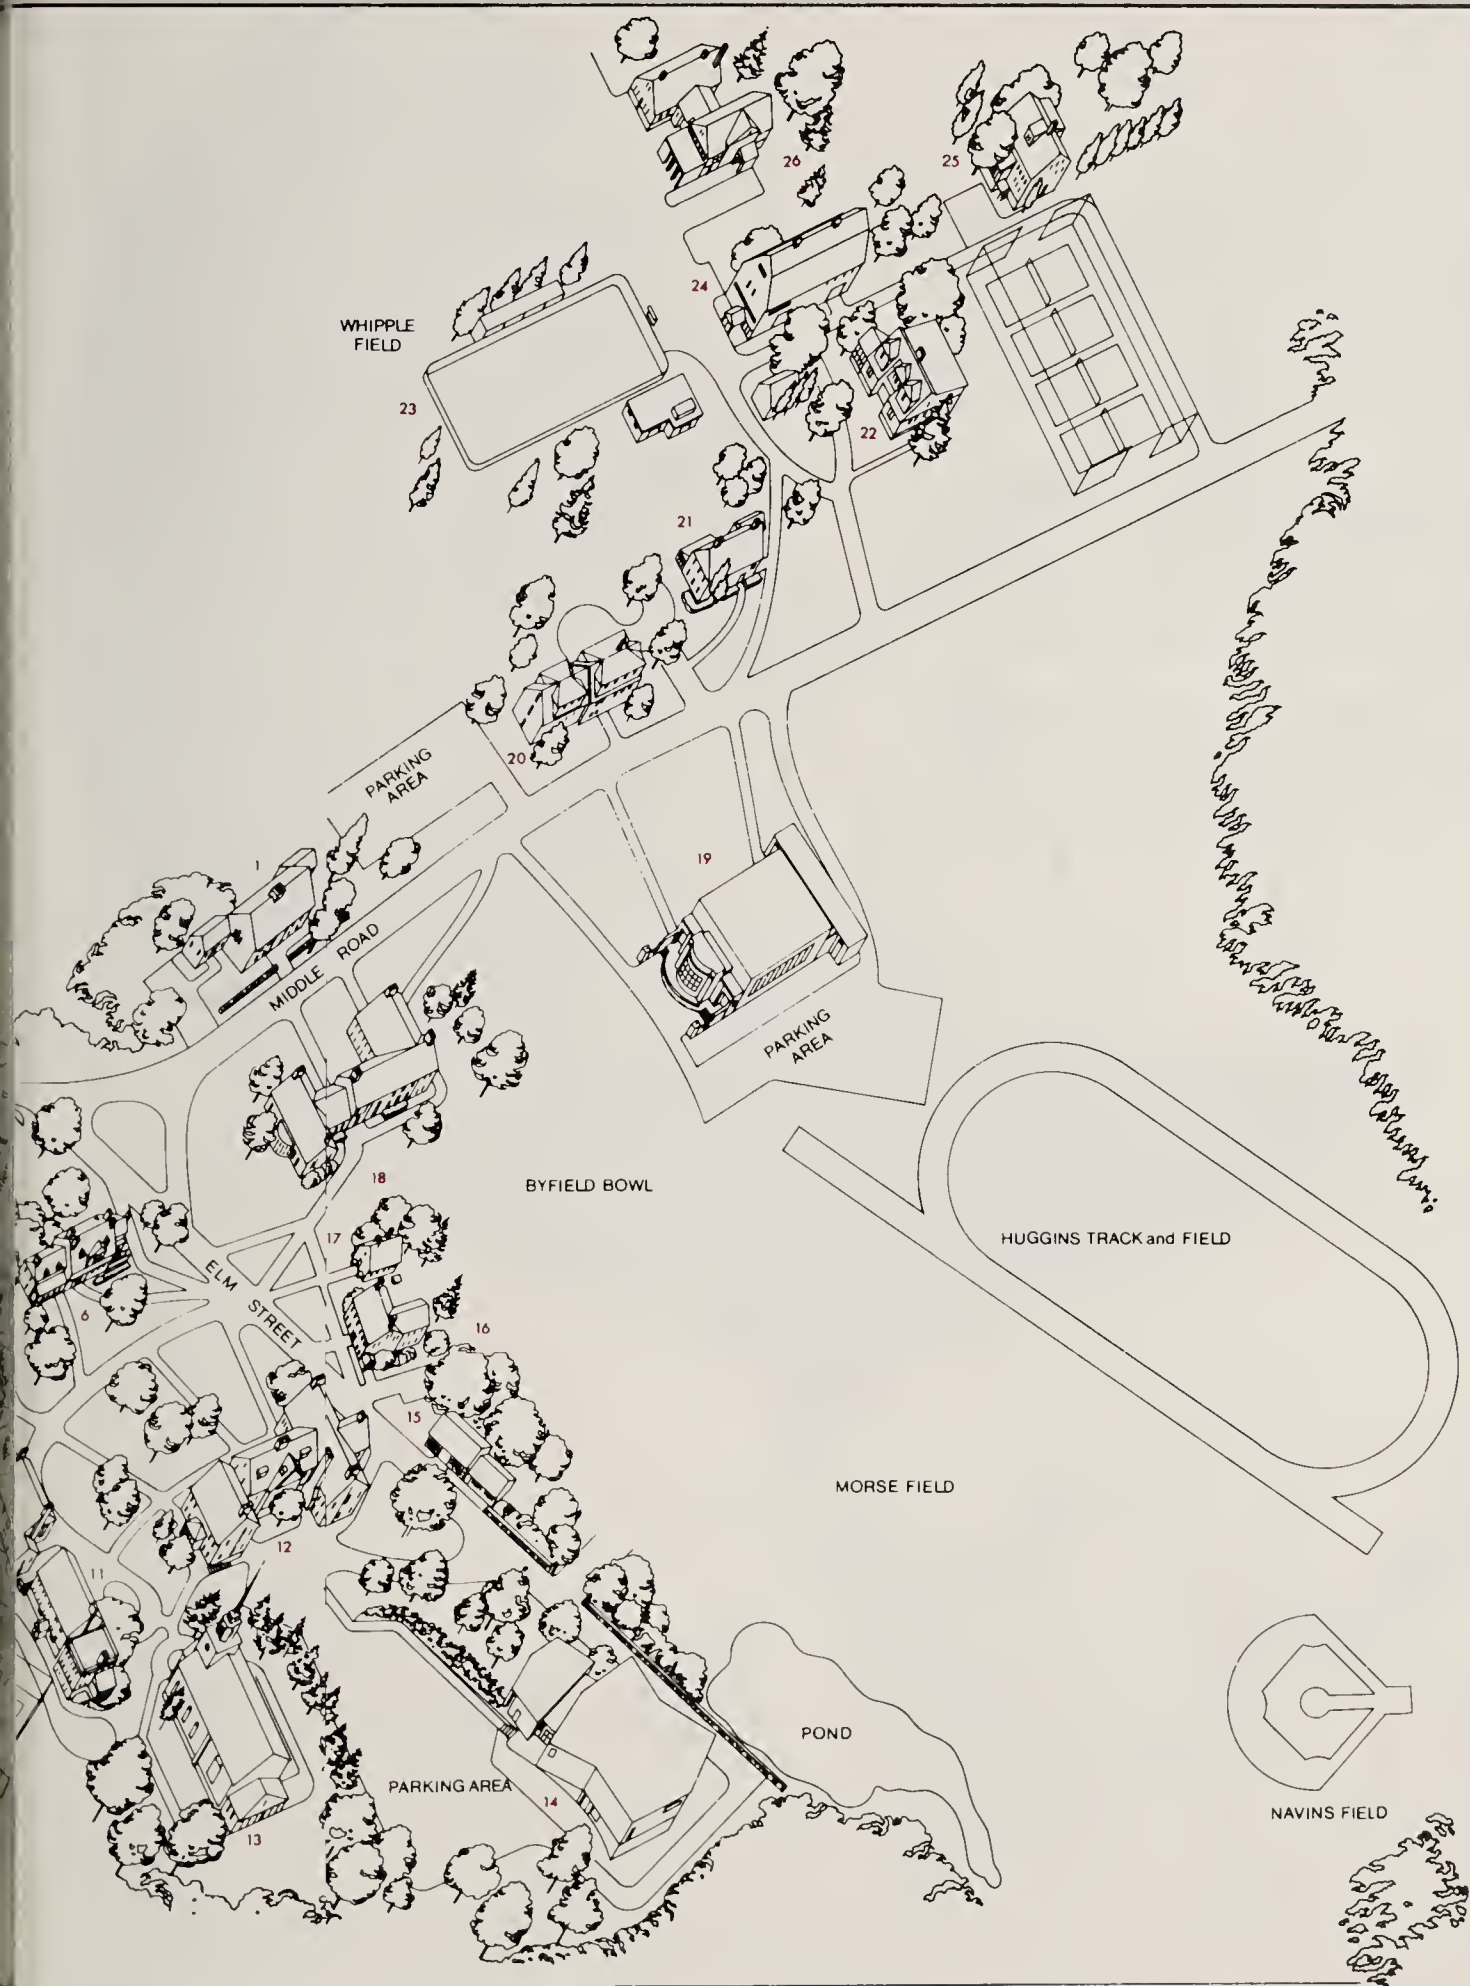 26
25
24
WHIPPLE
FIELD
23
22
21
20
PARKING
AREA
1
19
MIDDLE ROAD
PARKING
AREA
18
BYFIELD BOWL
17
HUGGINS TRACK and FIELD
ELM STREET
6
16
15
MORSE FIELD
12
11
POND
PARKING AREA
14
NAVINS FIELD
13